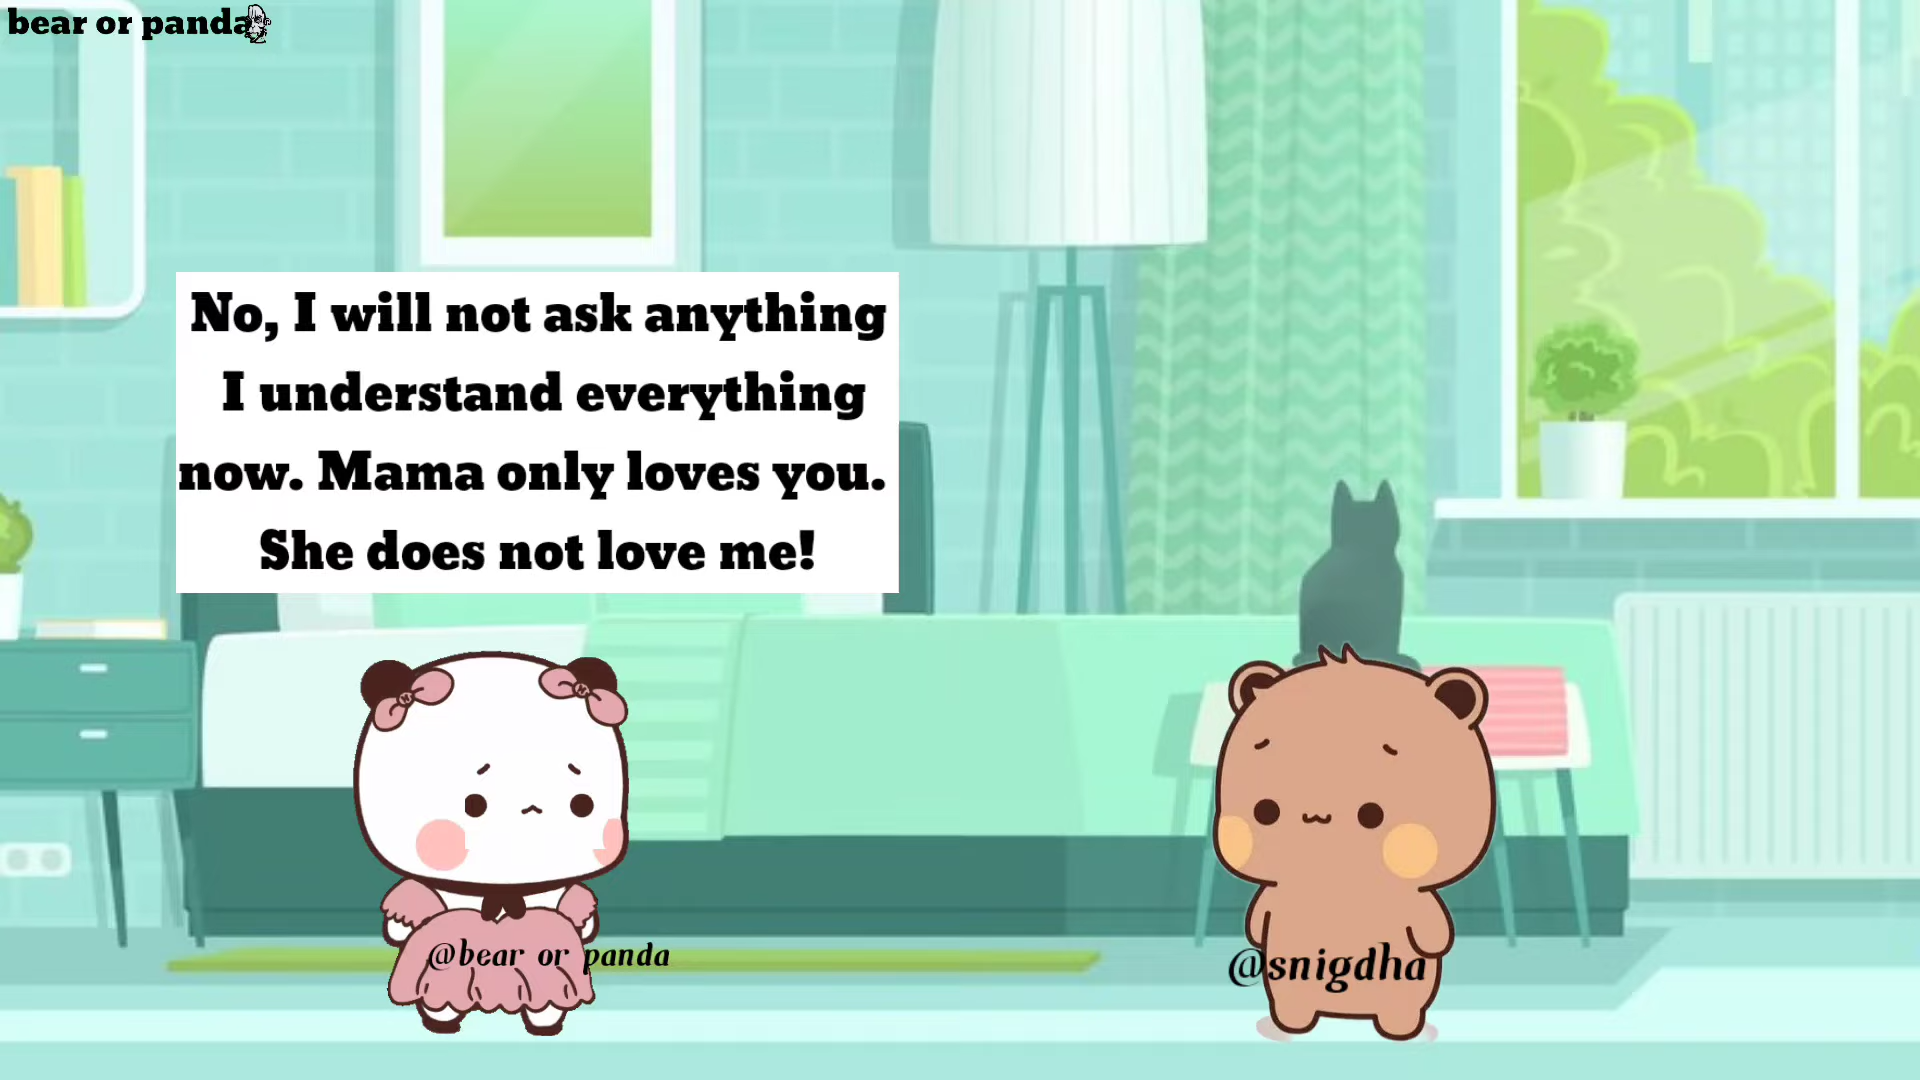 bear or panda
No, I will not ask anything
I understand everything
now. Mama only loves you.
She does not love me!
@bear or panda
@snigdha